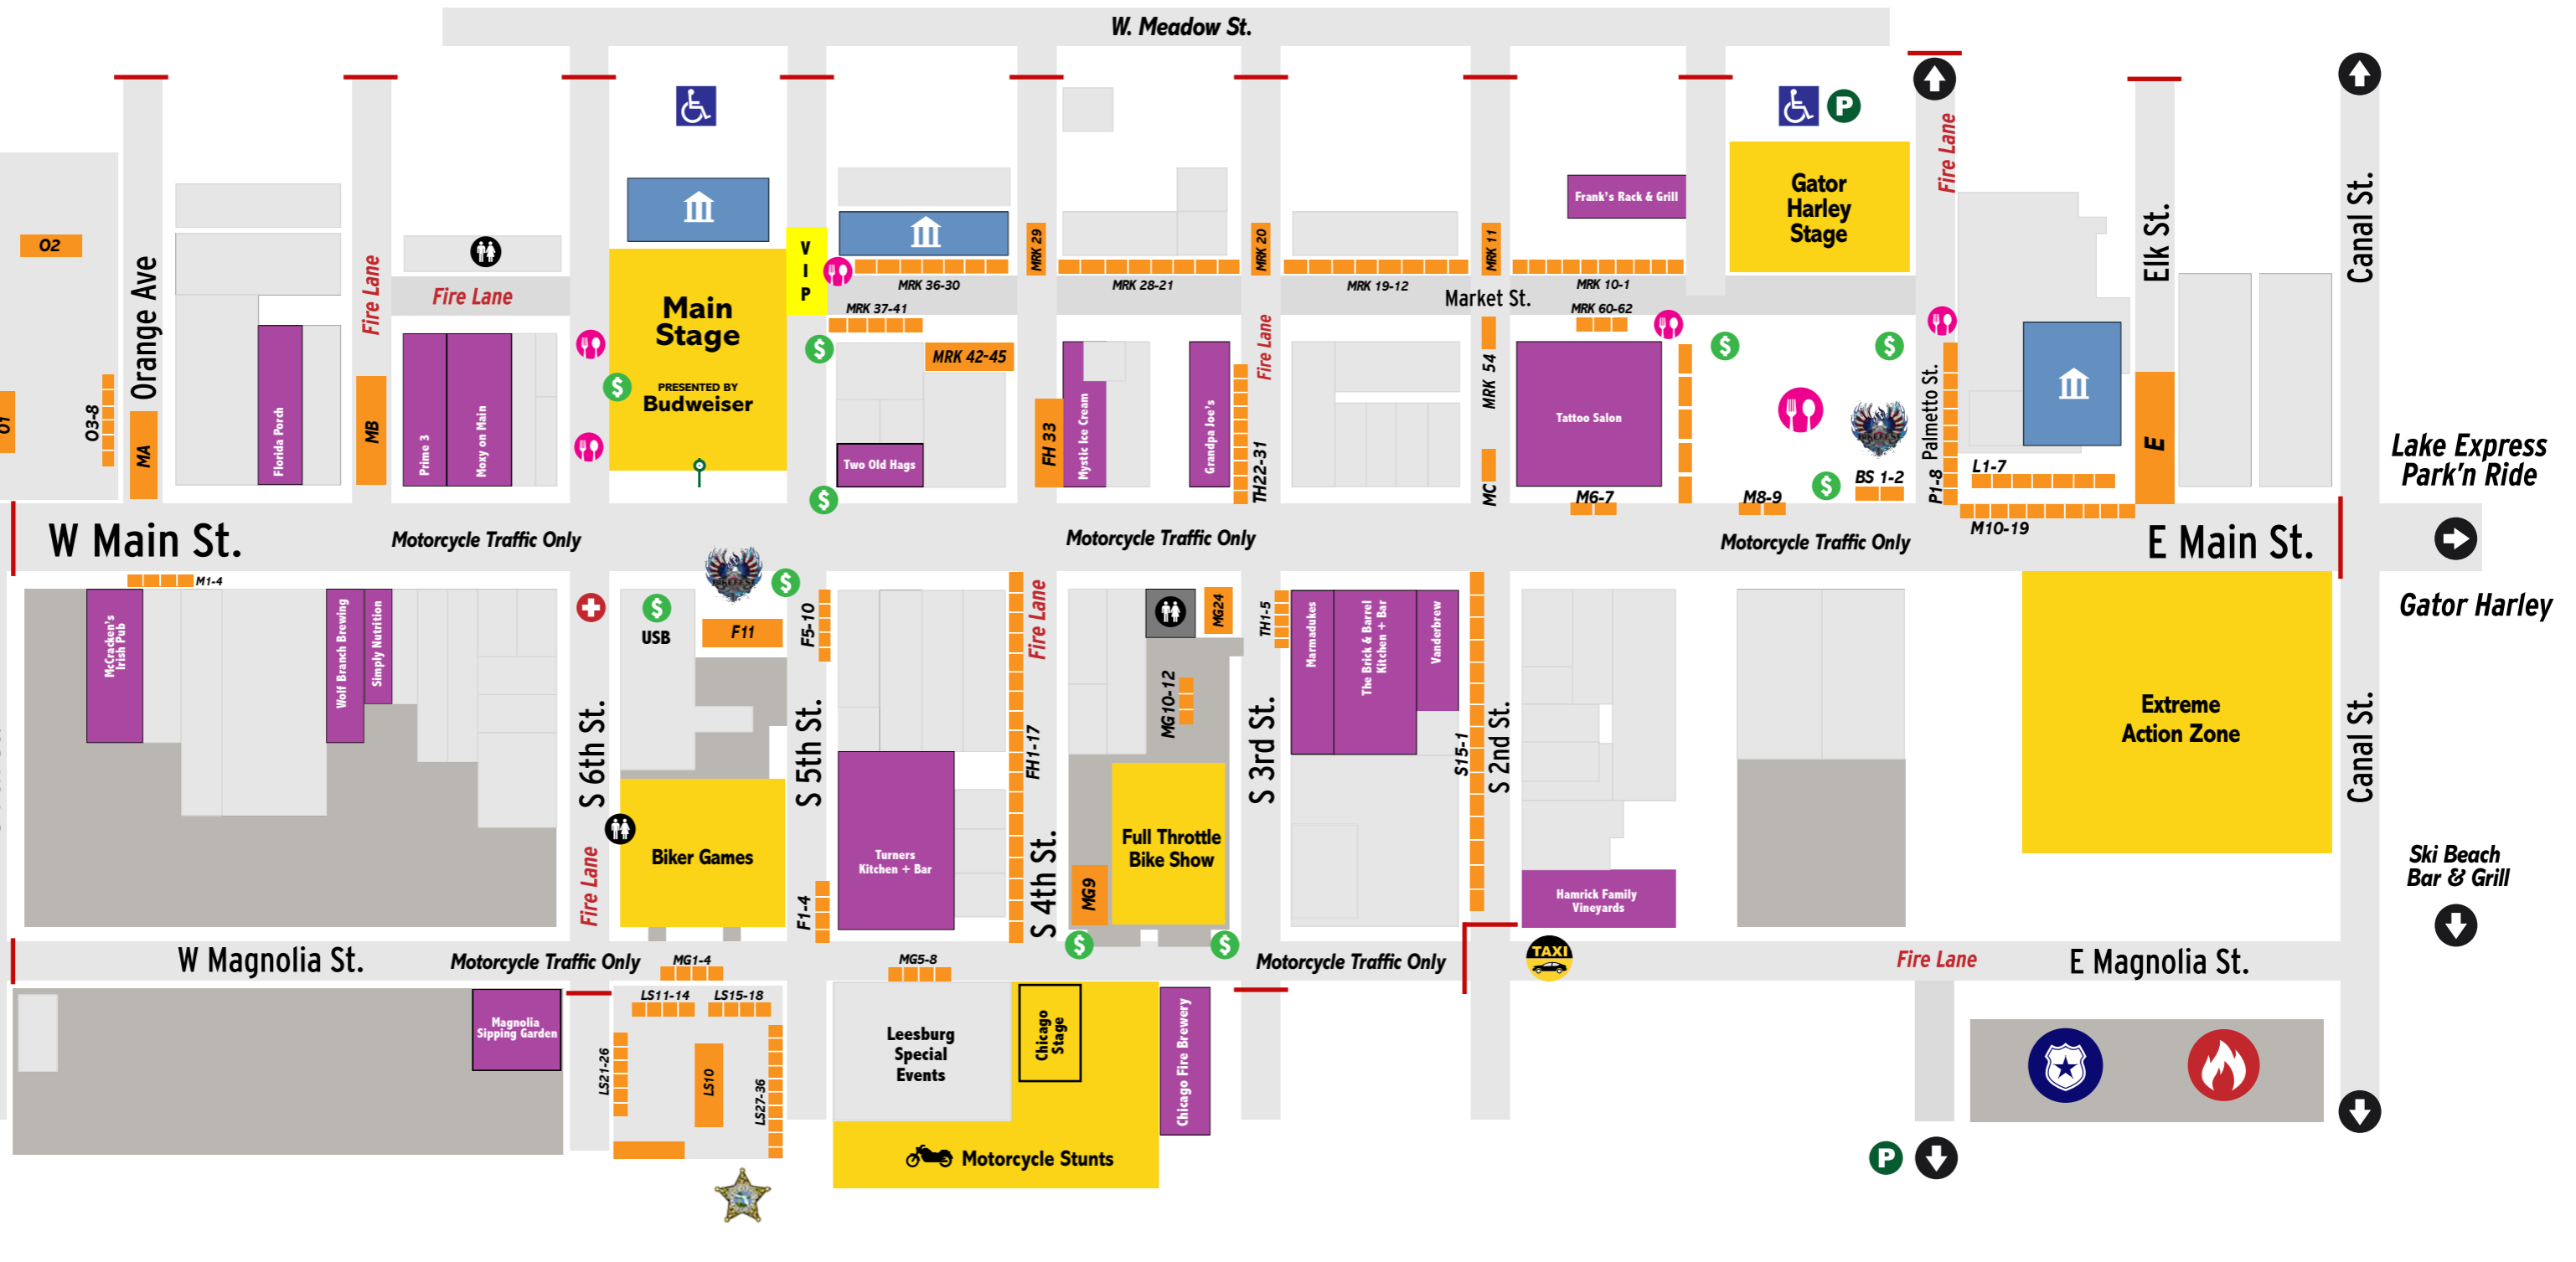 W. Meadow St.
P
Fire Lane
Frank's Rack & Grill
Gator
Harley
Stage
O2
Orange Ave
Fire Lane
Fire Lane
Main
Stage
PRESENTED BY
Budweiser
V
I
P
MRK 36-30
MRK 37-41
MRK 42-45
MRK 29
MRK 28-21
MRK 20
MRK 19-12
MRK 11
Market St.
MRK 10-1
MRK 60-62
Elk St.
Canal St.
O1
O3-8
MA
Florida Porch
MB
Prime 3
Moxy on Main
$
$
$
Two Old Hags
FH 33
Mystic Ice Cream
Grandpa Joe's
Fire Lane
TH22-31
MRK 54
MC
Tattoo Salon
M6-7
$
$
$
M8-9
BS 1-2
Palmetto St.
P1-8
L1-7
M10-19
E
Lake Express
Park'n Ride
W Main St.
Motorcycle Traffic Only
Motorcycle Traffic Only
Motorcycle Traffic Only
E Main St.
Gator Harley
M1-4
McCracken's
Irish Pub
Wolf Branch Brewing
Simply Nutrition
S 6th St.
Fire Lane
$
USB
BIKEFEST
$
F11
F5-10
S 5th St.
F1-4
Biker Games
Turners
Kitchen + Bar
Fire Lane
FH1-17
S 4th St.
MG24
MG10-12
MG9
Full Throttle
Bike Show
$
$
TH1-5
S 3rd St.
Marmadukes
The Brick & Barrel
Kitchen + Bar
Vanderbrew
S15-1
S 2nd St.
Hamrick Family
Vineyards
Extreme
Action Zone
Canal St.
Ski Beach
Bar & Grill
W Magnolia St.
Motorcycle Traffic Only
MG1-4
MG5-8
Motorcycle Traffic Only
TAXI
Fire Lane
E Magnolia St.
Magnolia
Sipping Garden
LS11-14
LS15-18
LS21-26
LS10
LS27-36
Leesburg
Special
Events
Chicago
Stage
Chicago Fire Brewery
Motorcycle Stunts
P